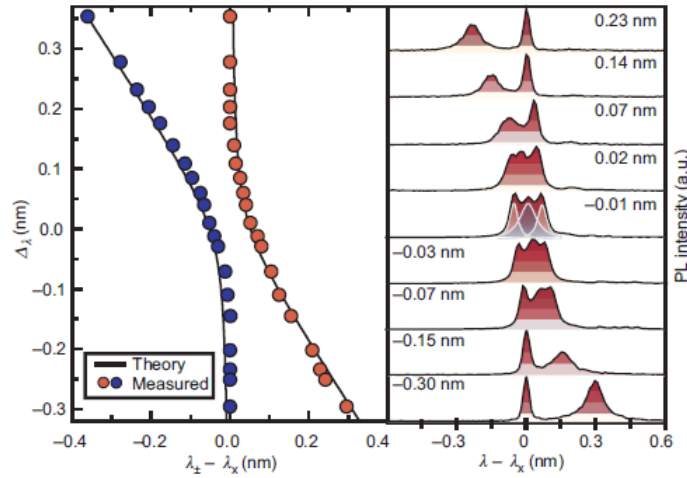 0.3
0.2
0.1
0.0
−0.1
−0.2
−0.3
Δλ (nm)
Theory
Measured
−0.4
−0.2
0.0
0.2
0.4
λ± − λx (nm)
0.23 nm
0.14 nm
0.07 nm
0.02 nm
−0.01 nm
−0.03 nm
−0.07 nm
−0.15 nm
−0.30 nm
−0.3
0
0.3
0.6
λ − λx (nm)
PL intensity (a.u.)